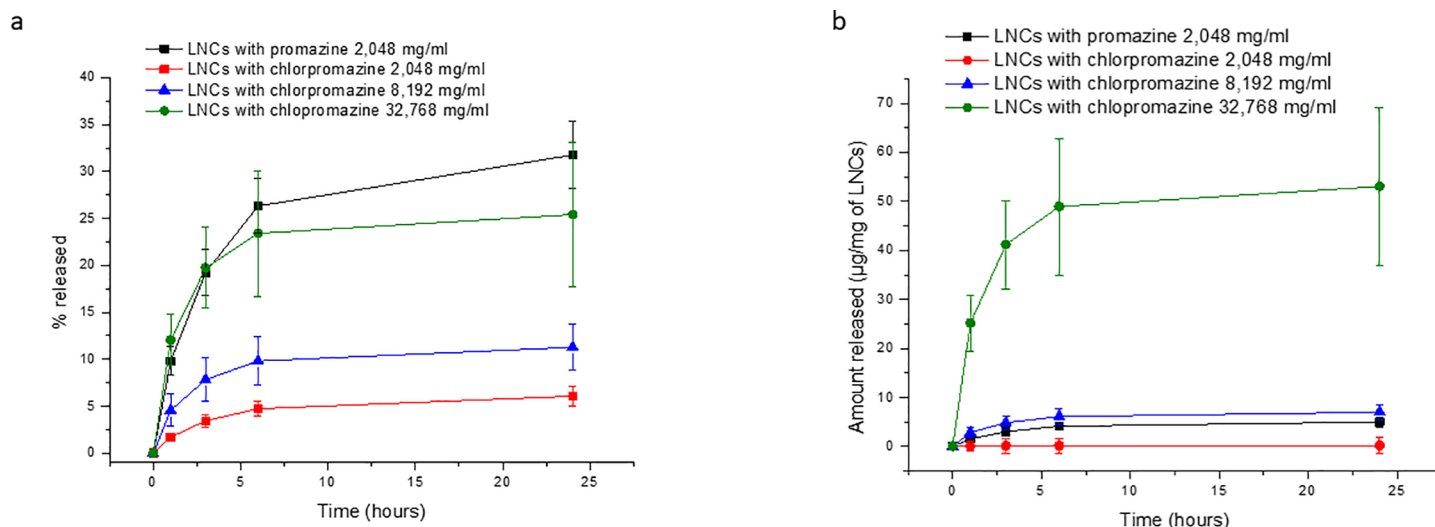 a
LNCs with promazine 2,048 mg/ml
LNCs with chlorpromazine 2,048 mg/ml
LNCs with chlorpromazine 8,192 mg/ml
LNCs with chlopromazine 32,768 mg/ml
40
35
30
25
20
15
10
5
0
% released
0 5 10 15 20 25
Time (hours)
b
LNCs with promazine 2,048 mg/ml
LNCs with chlorpromazine 2,048 mg/ml
LNCs with chlopromazine 8,192 mg/ml
LNCs with chlopromazine 32,768 mg/ml
70
60
50
40
30
20
10
0
Amount released (µg/mg of LNCs)
0 5 10 15 20 25
Time (hours)